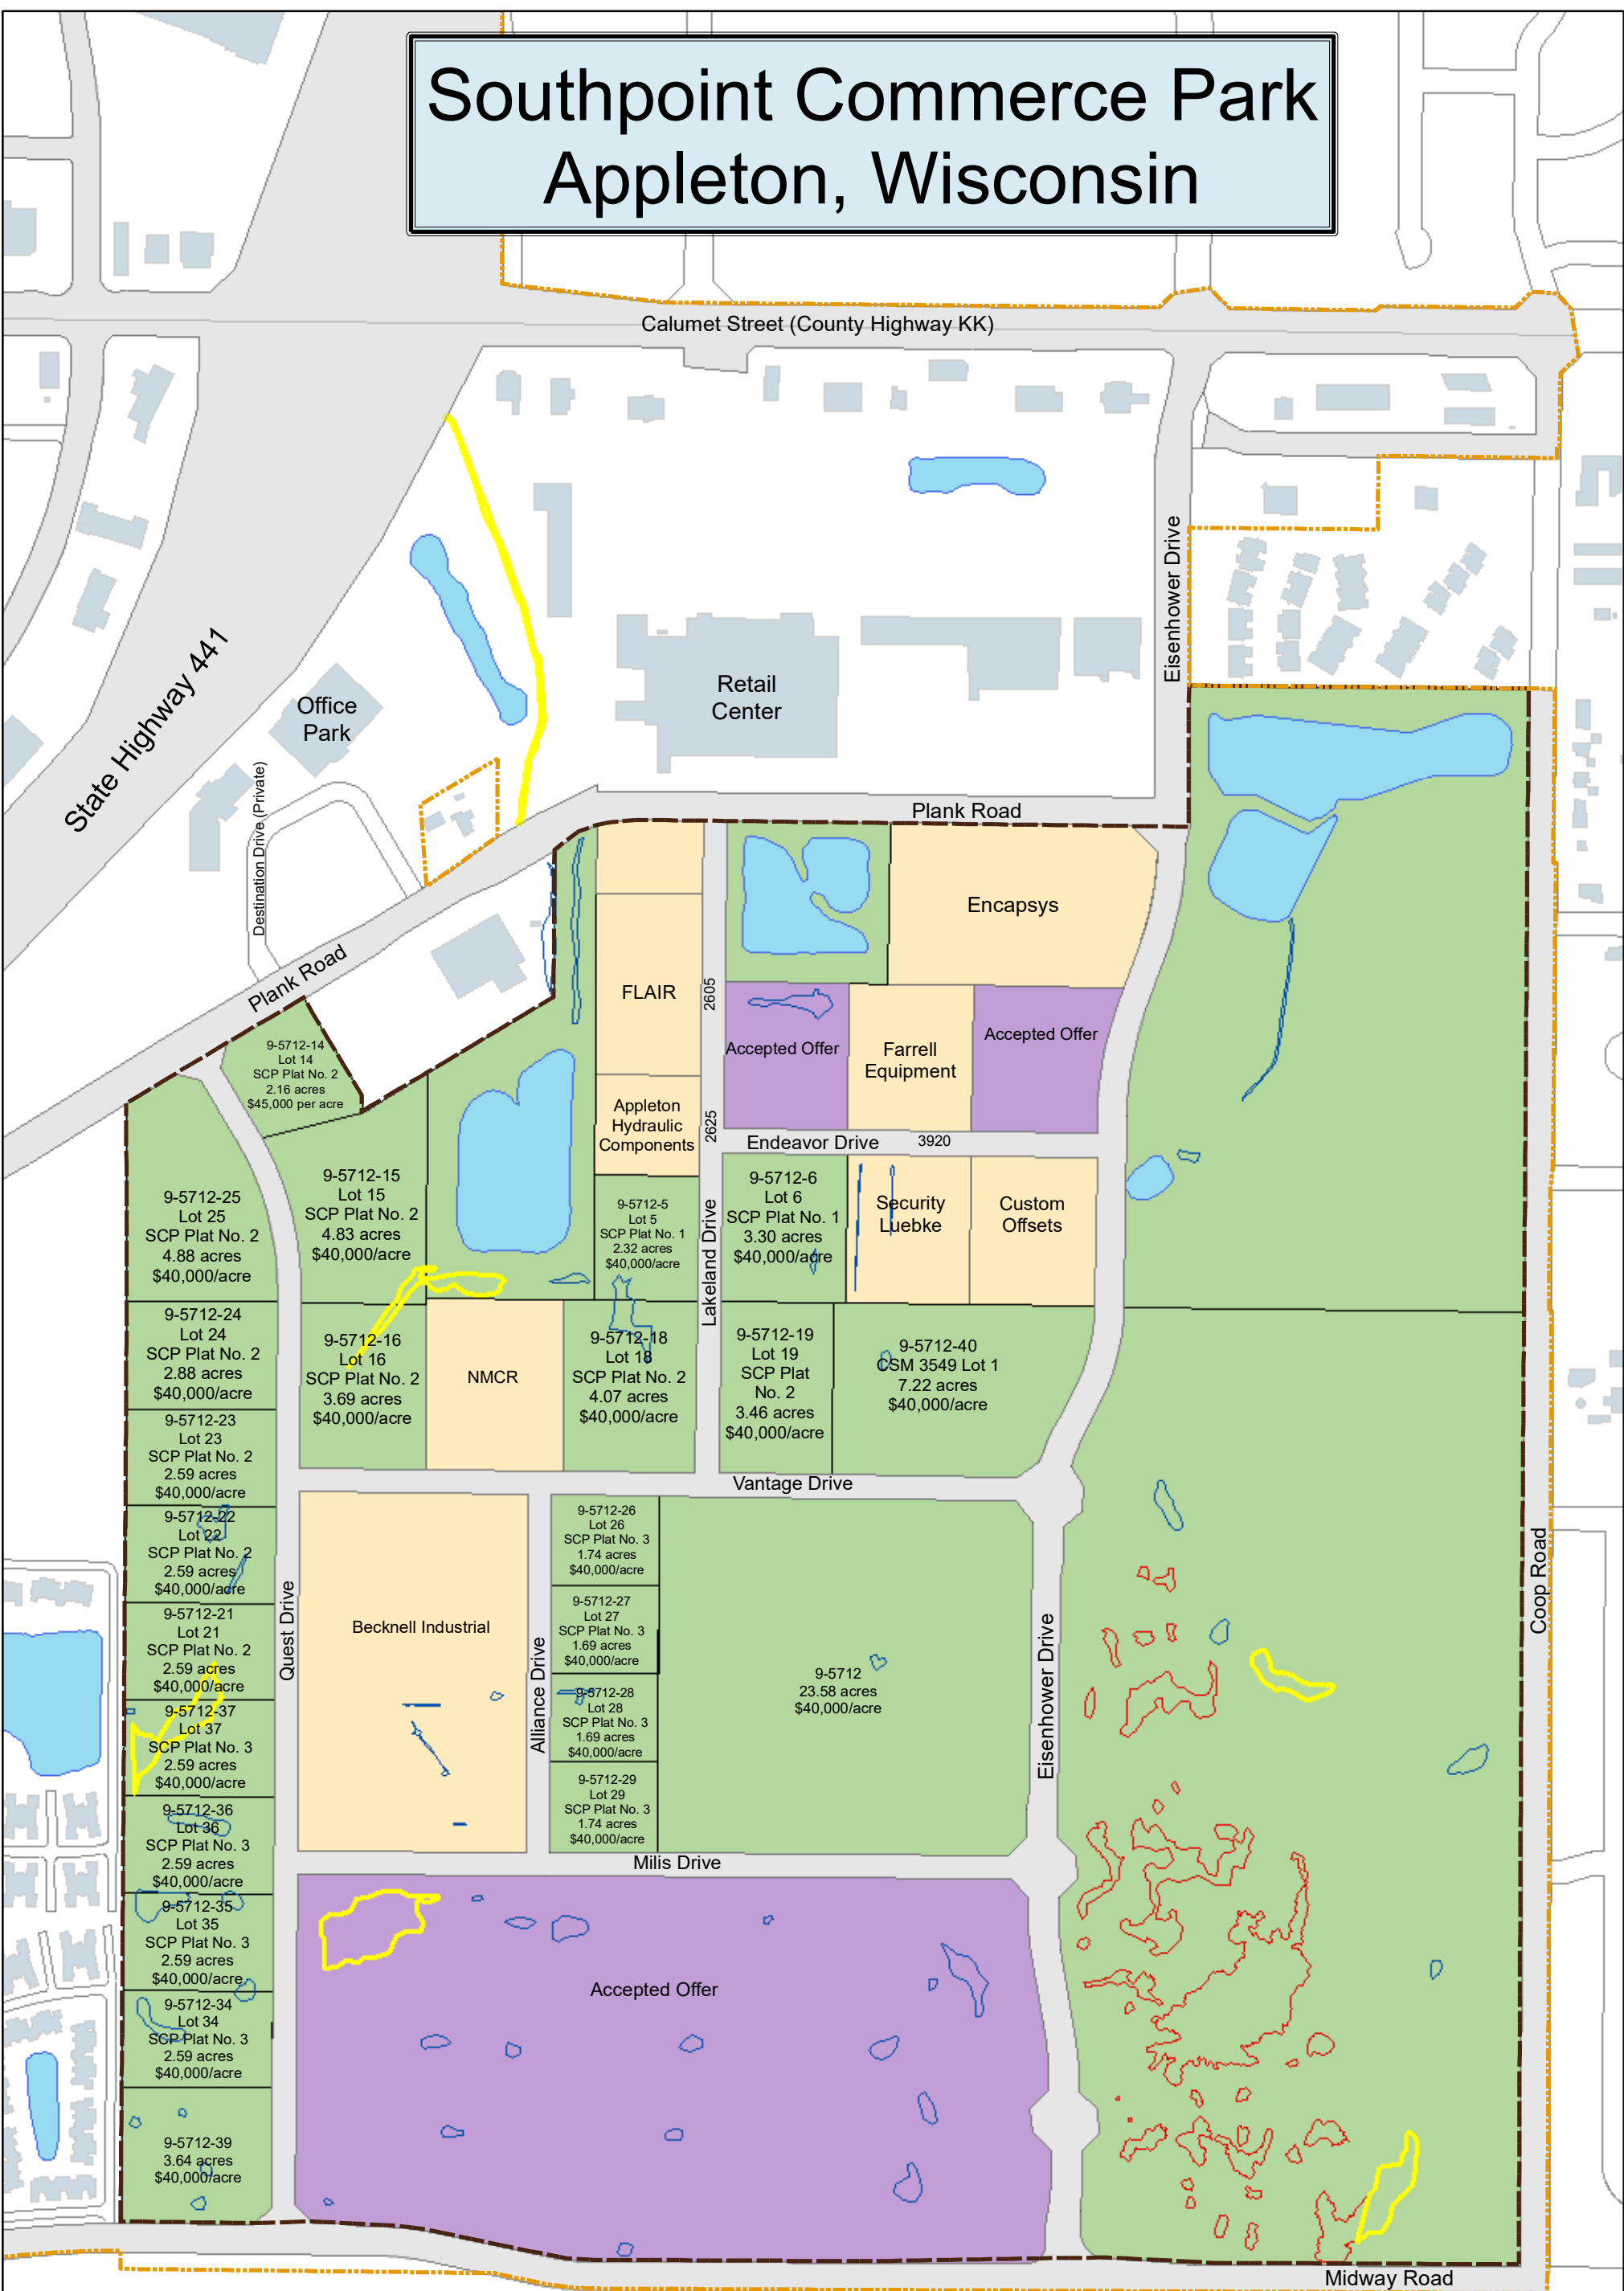 Southpoint Commerce Park
Appleton, Wisconsin
Calumet Street (County Highway KK)
Eisenhower Drive
State Highway 441
Office
Park
Retail
Center
Destination Drive (Private)
Plank Road
Plank Road
Encapsys
FLAIR
2605
Accepted Offer
Farrell
Equipment
Accepted Offer
9-5712-14
Lot 14
SCP Plat No. 2
2.16 acres
$45,000 per acre
Appleton
Hydraulic
Components
2625
Endeavor Drive
3920
9-5712-25
Lot 25
SCP Plat No. 2
4.88 acres
$40,000/acre
9-5712-15
Lot 15
SCP Plat No. 2
4.83 acres
$40,000/acre
9-5712-5
Lot 5
SCP Plat No. 1
2.32 acres
$40,000/acre
Lakeland Drive
9-5712-6
Lot 6
SCP Plat No. 1
3.30 acres
$40,000/acre
Security
Luebke
Custom
Offsets
9-5712-24
Lot 24
SCP Plat No. 2
2.88 acres
$40,000/acre
9-5712-16
Lot 16
SCP Plat No. 2
3.69 acres
$40,000/acre
NMCR
9-5712-18
Lot 18
SCP Plat No. 2
4.07 acres
$40,000/acre
9-5712-19
Lot 19
SCP Plat
No. 2
3.46 acres
$40,000/acre
9-5712-40
CSM 3549 Lot 1
7.22 acres
$40,000/acre
9-5712-23
Lot 23
SCP Plat No. 2
2.59 acres
$40,000/acre
Vantage Drive
9-5712-22
Lot 22
SCP Plat No. 2
2.59 acres
$40,000/acre
9-5712-26
Lot 26
SCP Plat No. 3
1.74 acres
$40,000/acre
Quest Drive
Becknell Industrial
Alliance Drive
9-5712-27
Lot 27
SCP Plat No. 3
1.69 acres
$40,000/acre
9-5712
23.58 acres
$40,000/acre
Eisenhower Drive
Coop Road
9-5712-21
Lot 21
SCP Plat No. 2
2.59 acres
$40,000/acre
9-5712-28
Lot 28
SCP Plat No. 3
1.69 acres
$40,000/acre
9-5712-37
Lot 37
SCP Plat No. 3
2.59 acres
$40,000/acre
9-5712-29
Lot 29
SCP Plat No. 3
1.74 acres
$40,000/acre
9-5712-36
Lot 36
SCP Plat No. 3
2.59 acres
$40,000/acre
Milis Drive
9-5712-35
Lot 35
SCP Plat No. 3
2.59 acres
$40,000/acre
Accepted Offer
9-5712-34
Lot 34
SCP Plat No. 3
2.59 acres
$40,000/acre
9-5712-39
3.64 acres
$40,000/acre
Midway Road